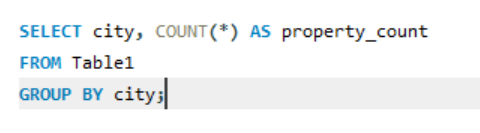 SELECT city, COUNT(*) AS property_count
FROM Table1
GROUP BY city;